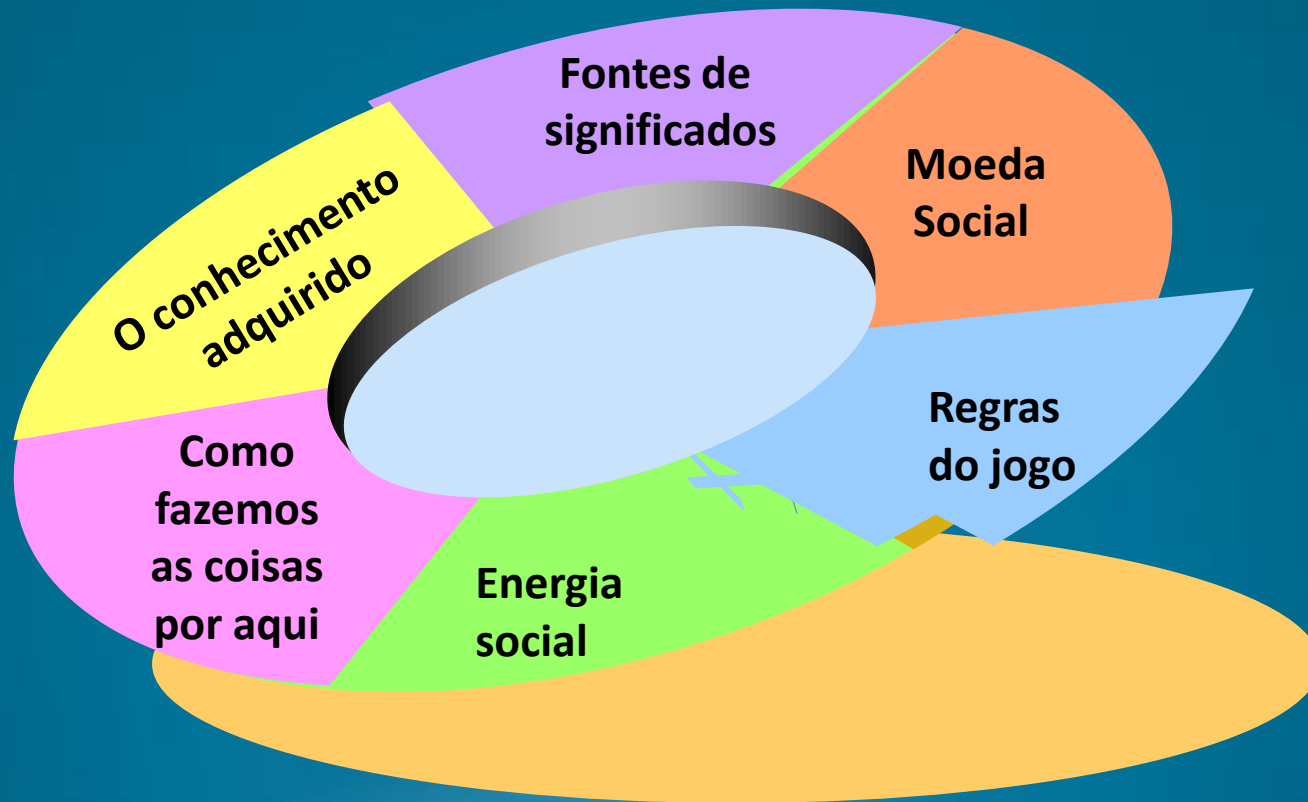 Fontes de
significados
Moeda
Social
O conhecimento
adquirido
Regras
do jogo
Como
fazemos
as coisas
por aqui
Energia
social